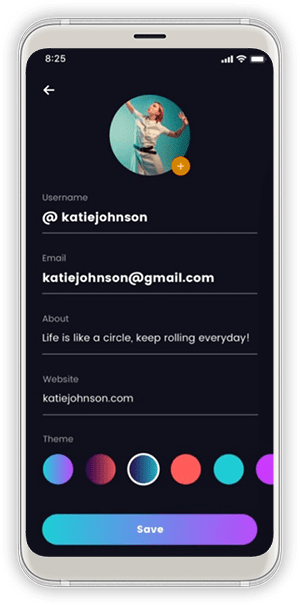 8:25
Username
@ katiejohnson
Email
katiejohnson@gmail.com
About
Life is like a circle, keep rolling everyday!
Website
katiejohnson.com
Theme
Save